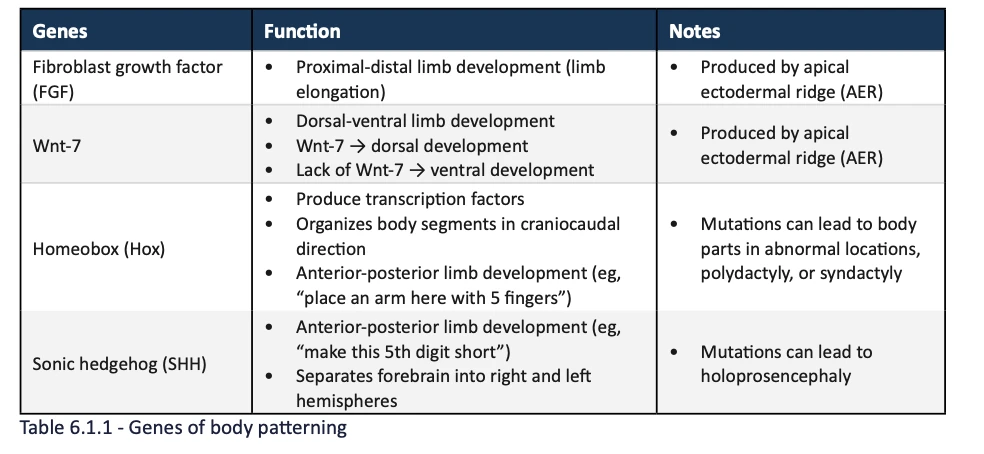 Genes Function Notes
Fibroblast growth factor
(FGF)
• Proximal-distal limb development (limb
elongation)
• Produced by apical
ectodermal ridge (AER)
Wnt-7
• Dorsal-ventral limb development
• Wnt-7 → dorsal development
• Lack of Wnt-7 → ventral development
• Produced by apical
ectodermal ridge (AER)
Homeobox (Hox)
• Produce transcription factors
• Organizes body segments in craniocaudal
direction
• Anterior-posterior limb development (eg,
“place an arm here with 5 fingers”)
• Mutations can lead to body
parts in abnormal locations,
polydactyly, or syndactyly
Sonic hedgehog (SHH)
• Anterior-posterior limb development (eg,
“make this 5th digit short”)
• Separates forebrain into right and left
hemispheres
• Mutations can lead to
holoprosencephaly
Table 6.1.1 - Genes of body patterning